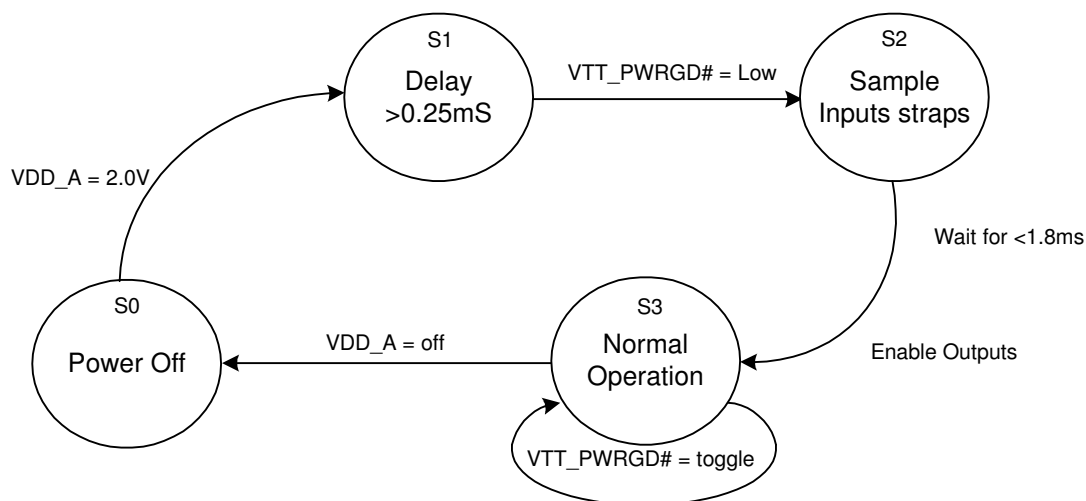 S1
Delay
>0.25mS
VTT_PWRGD# = Low
S2
Sample
Inputs straps
VDD_A = 2.0V
Wait for <1.8ms
S0
Power Off
VDD_A = off
S3
Normal
Operation
Enable Outputs
VTT_PWRGD# = toggle